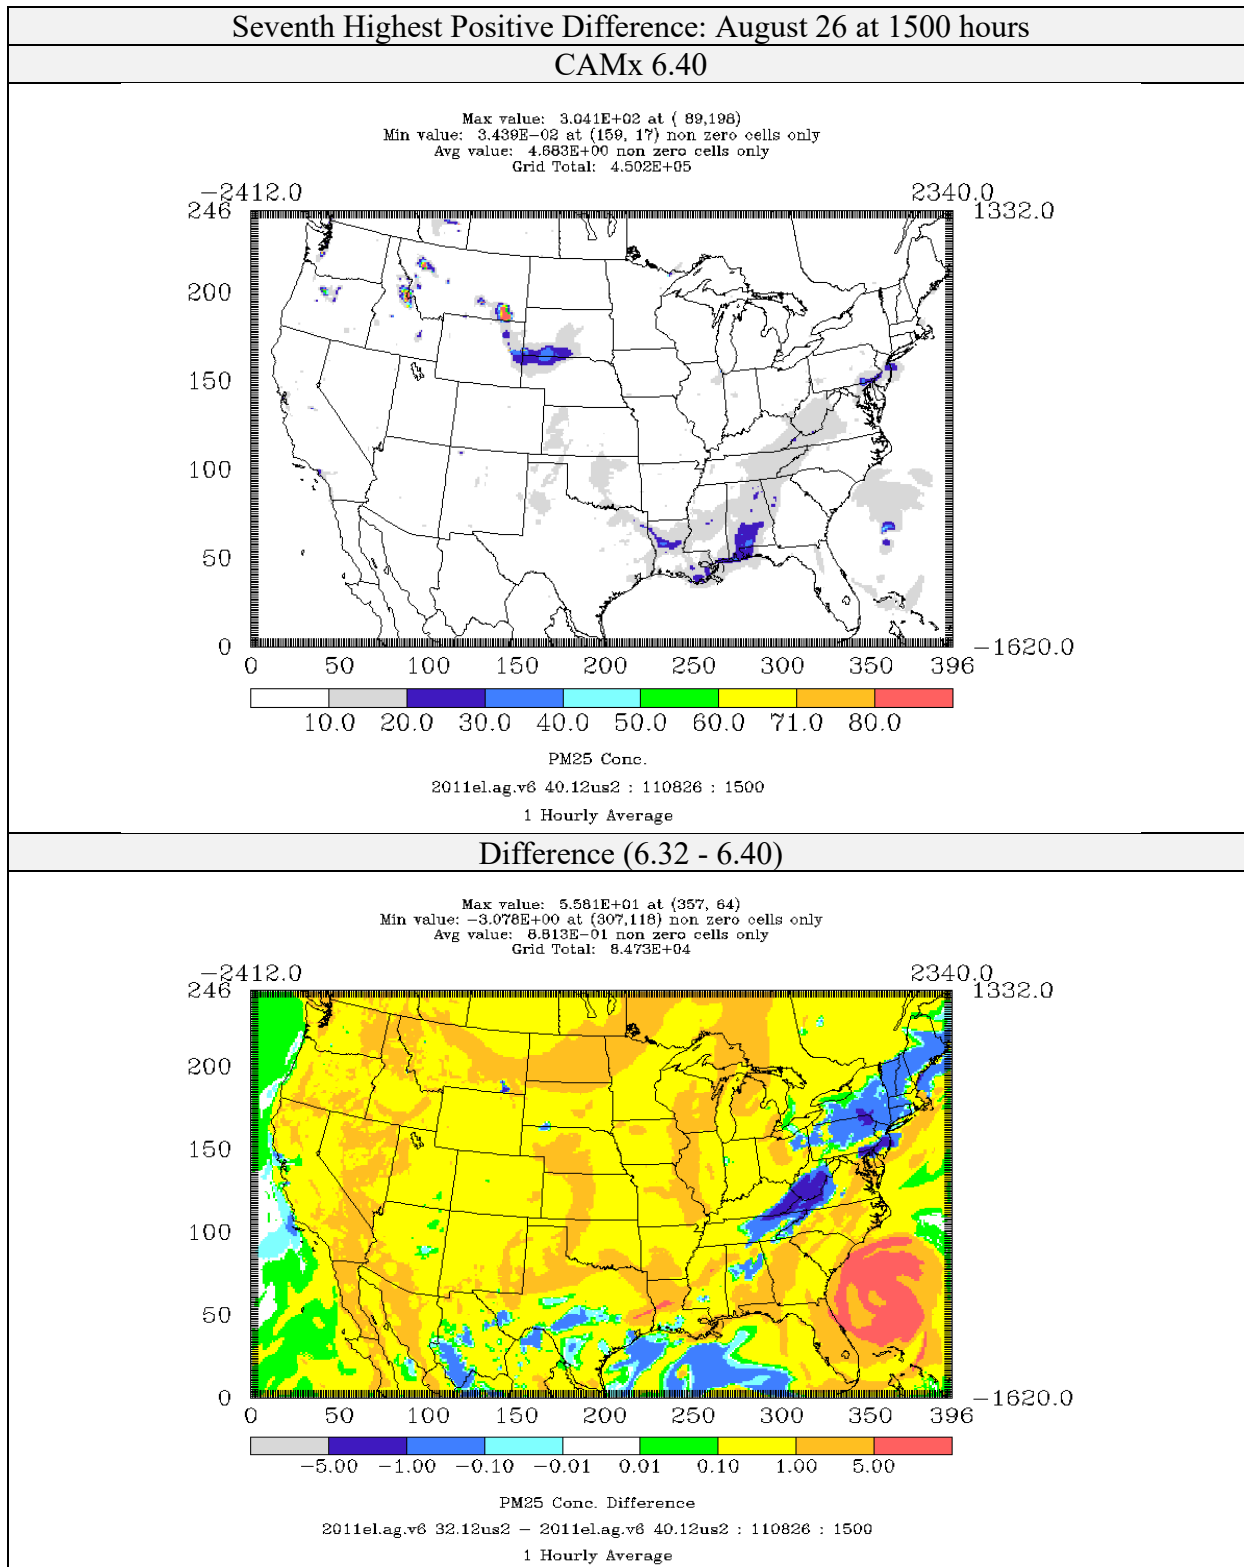 Seventh Highest Positive Difference: August 26 at 1500 hours
CAMx 6.40
Max value: 3.041E+02 at ( 89,198)
Min value: 3.439E-02 at (159, 17) non zero cells only
Avg value: 4.683E+00 non zero cells only
Grid Total: 4.502E+05
-2412.0 2340.0
246 1332.0
200
150
100
50
0 -1620.0
0 50 100 150 200 250 300 350 396
10.0 20.0 30.0 40.0 50.0 60.0 71.0 80.0
PM25 Conc.
2011el.ag.v6 40.12us2 : 110826 : 1500
1 Hourly Average
Difference (6.32 - 6.40)
Max value: 5.581E+01 at (357, 64)
Min value: -3.078E+00 at (307,118) non zero cells only
Avg value: 8.813E-01 non zero cells only
Grid Total: 8.473E+04
-2412.0 2340.0
246 1332.0
200
150
100
50
0 -1620.0
0 50 100 150 200 250 300 350 396
-5.00 -1.00 -0.10 -0.01 0.01 0.10 1.00 5.00
PM25 Conc. Difference
2011el.ag.v6 32.12us2 - 2011el.ag.v6 40.12us2 : 110826 : 1500
1 Hourly Average